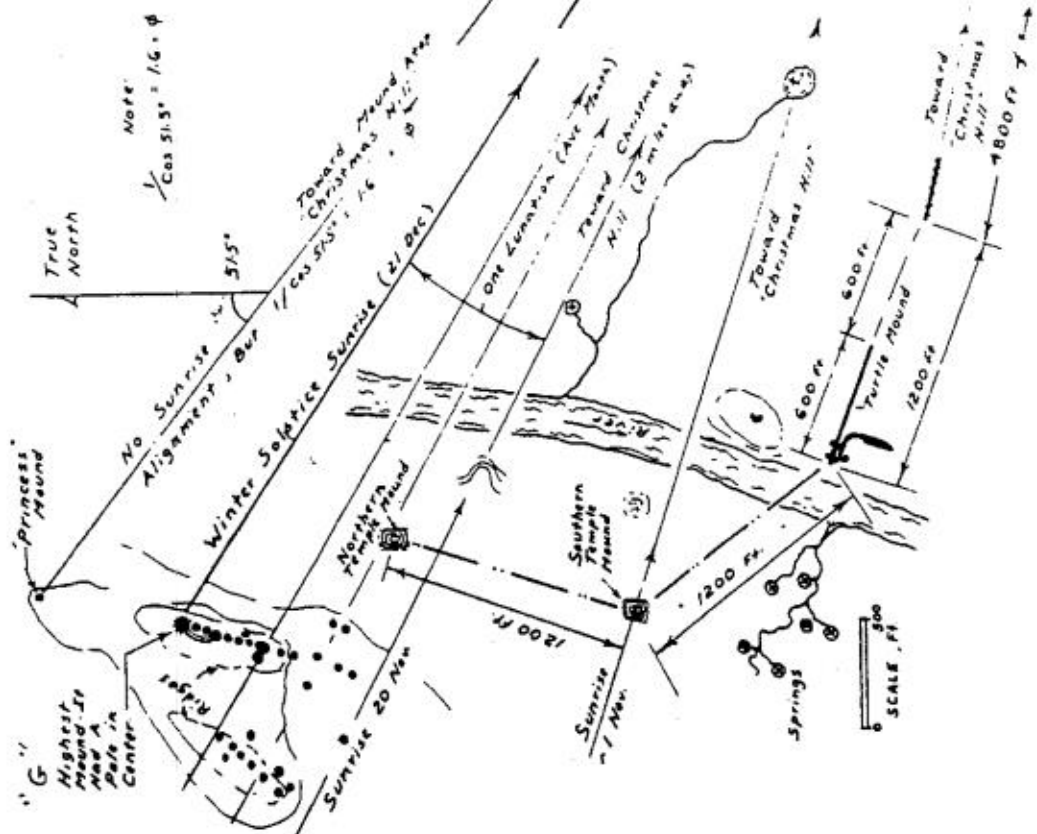 "G"
Highest
Mound - It
Had A
Pole in
Center
"Princess"
Mound
True
North
51.5°
Note:
1/Cos 51.5° = 1.6 = ϕ
No Sunrise
Alignment, But
1/Cos 51.5° = 1.6 = ϕ
Toward Mound Atop
Christmas Hill
Winter Solstice Sunrise (21 Dec)
One Lunation (Ave Month)
Toward Christmas
Hill (2 miles away)
Ridges
Northern
Temple Mound
Sunrise 20 Nov
River
Toward
"Christmas Hill"
Southern
Temple
Mound
Sunrise
1 Nov.
1200 Ft
1200 Ft.
600 Ft
600 Ft
Turtle Mound
1200 Ft
Toward
"Christmas
Hill"
4800 Ft
Springs
0 500
SCALE, Ft.